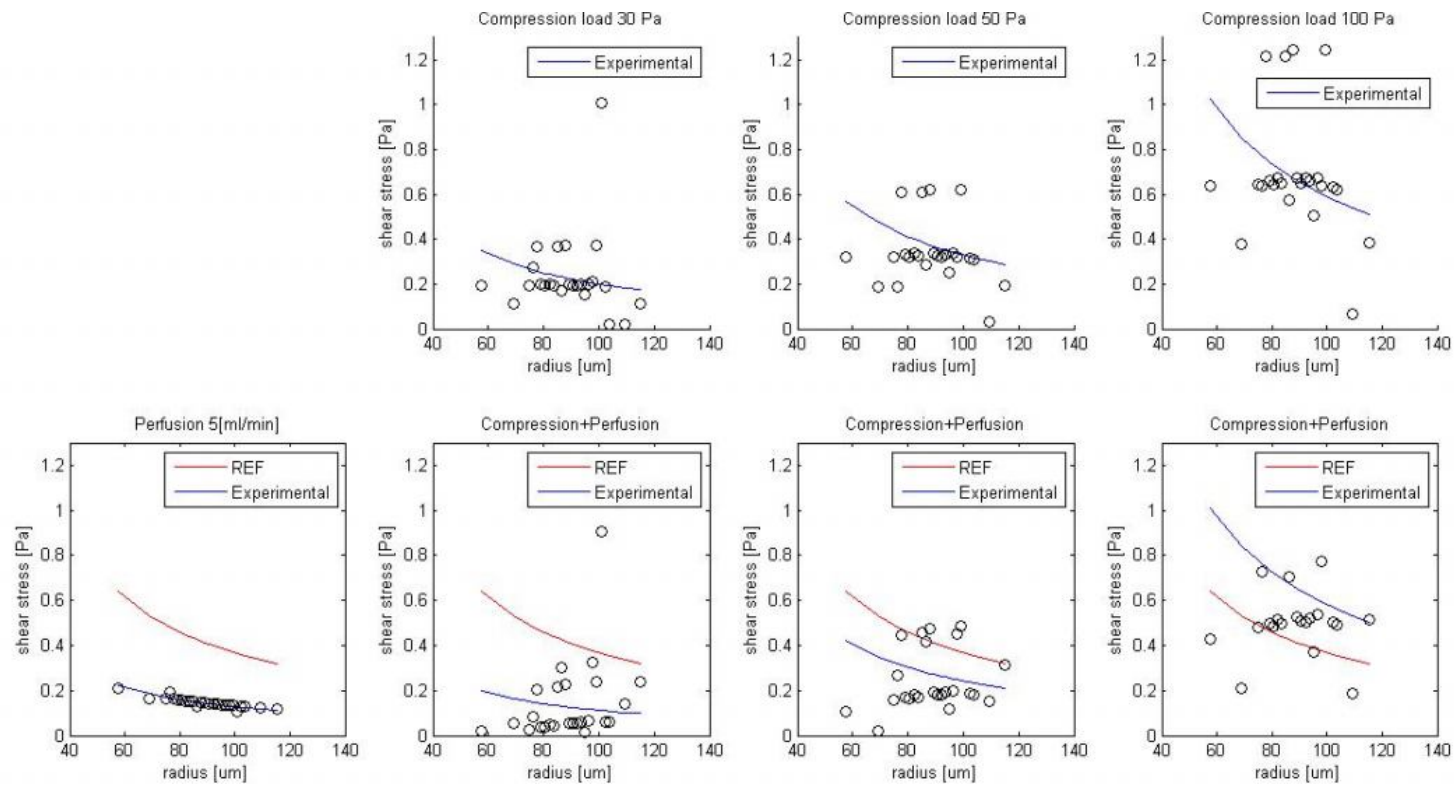 Compression load 30 Pa
1.2
1
0.8
0.6
0.4
0.2
0
shear stress [Pa]
Experimental
40 60 80 100 120 140
radius [um]
Compression load 50 Pa
1.2
1
0.8
0.6
0.4
0.2
0
shear stress [Pa]
Experimental
40 60 80 100 120 140
radius [um]
Compression load 100 Pa
1.2
1
0.8
0.6
0.4
0.2
0
shear stress [Pa]
Experimental
40 60 80 100 120 140
radius [um]
Perfusion 5[ml/min]
1.2
1
0.8
0.6
0.4
0.2
0
shear stress [Pa]
REF
Experimental
40 60 80 100 120 140
radius [um]
Compression+Perfusion
1.2
1
0.8
0.6
0.4
0.2
0
shear stress [Pa]
REF
Experimental
40 60 80 100 120 140
radius [um]
Compression+Perfusion
1.2
1
0.8
0.6
0.4
0.2
0
shear stress [Pa]
REF
Experimental
40 60 80 100 120 140
radius [um]
Compression+Perfusion
1.2
1
0.8
0.6
0.4
0.2
0
shear stress [Pa]
REF
Experimental
40 60 80 100 120 140
radius [um]